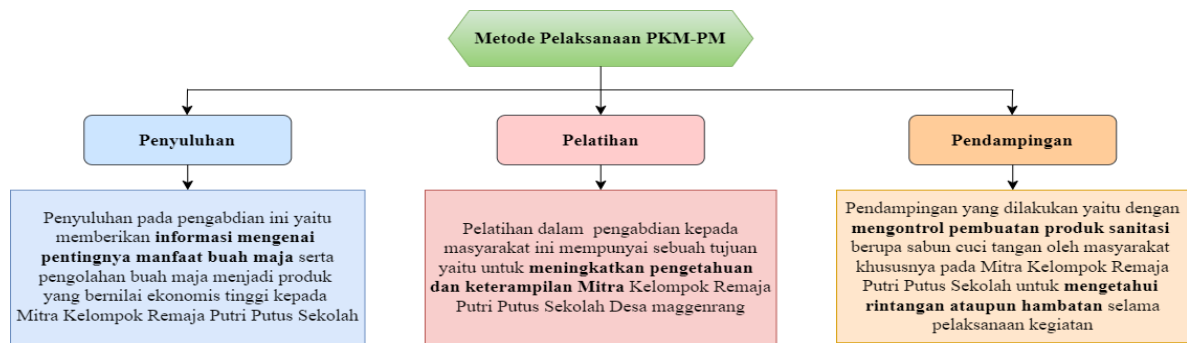 Metode Pelaksanaan PKM-PM
Penyuluhan
Pelatihan
Pendampingan
Penyuluhan pada pengabdian ini yaitu
memberikan informasi mengenai
pentingnya manfaat buah maja serta
pengolahan buah maja menjadi produk
yang bernilai ekonomis tinggi kepada
Mitra Kelompok Remaja Putri Putus Sekolah
Pelatihan dalam pengabdian kepada
masyarakat ini mempunyai sebuah tujuan
yaitu untuk meningkatkan pengetahuan
dan keterampilan Mitra Kelompok Remaja
Putri Putus Sekolah Desa maggenrang
Pendampingan yang dilakukan yaitu dengan
mengontrol pembuatan produk sanitasi
berupa sabun cuci tangan oleh masyarakat
khususnya pada Mitra Kelompok Remaja
Putri Putus Sekolah untuk mengetahui
rintangan ataupun hambatan selama
pelaksanaan kegiatan